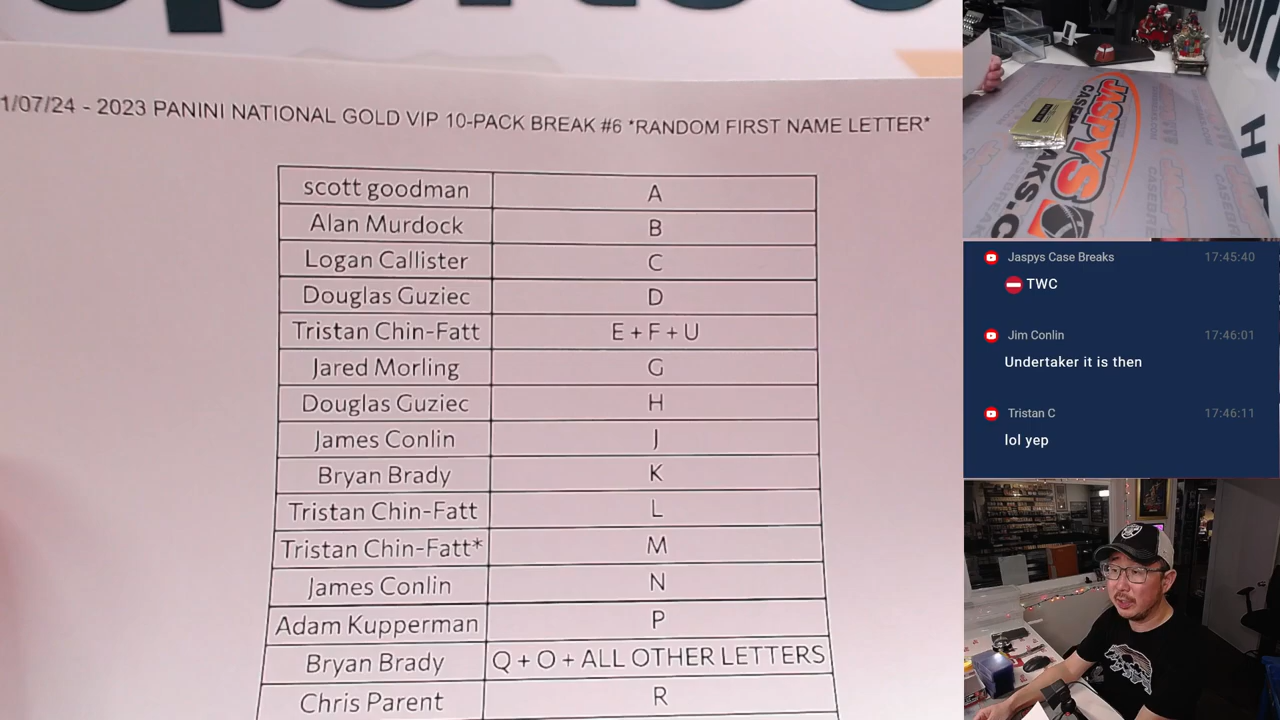 1/07/24 - 2023 PANINI NATIONAL GOLD VIP 10-PACK BREAK #6 *RANDOM FIRST NAME LETTER*
scott goodman A
Alan Murdock B
Logan Callister C
Douglas Guziec D
Tristan Chin-Fatt E + F + U
Jared Morling G
Douglas Guziec H
James Conlin J
Bryan Brady K
Tristan Chin-Fatt L
Tristan Chin-Fatt* M
James Conlin N
Adam Kupperman P
Bryan Brady Q + O + ALL OTHER LETTERS
Chris Parent R
JASPYS
CASEBREAKS.C
Jaspys Case Breaks 17:45:40
TWC
Jim Conlin 17:46:01
Undertaker it is then
Tristan C 17:46:11
lol yep